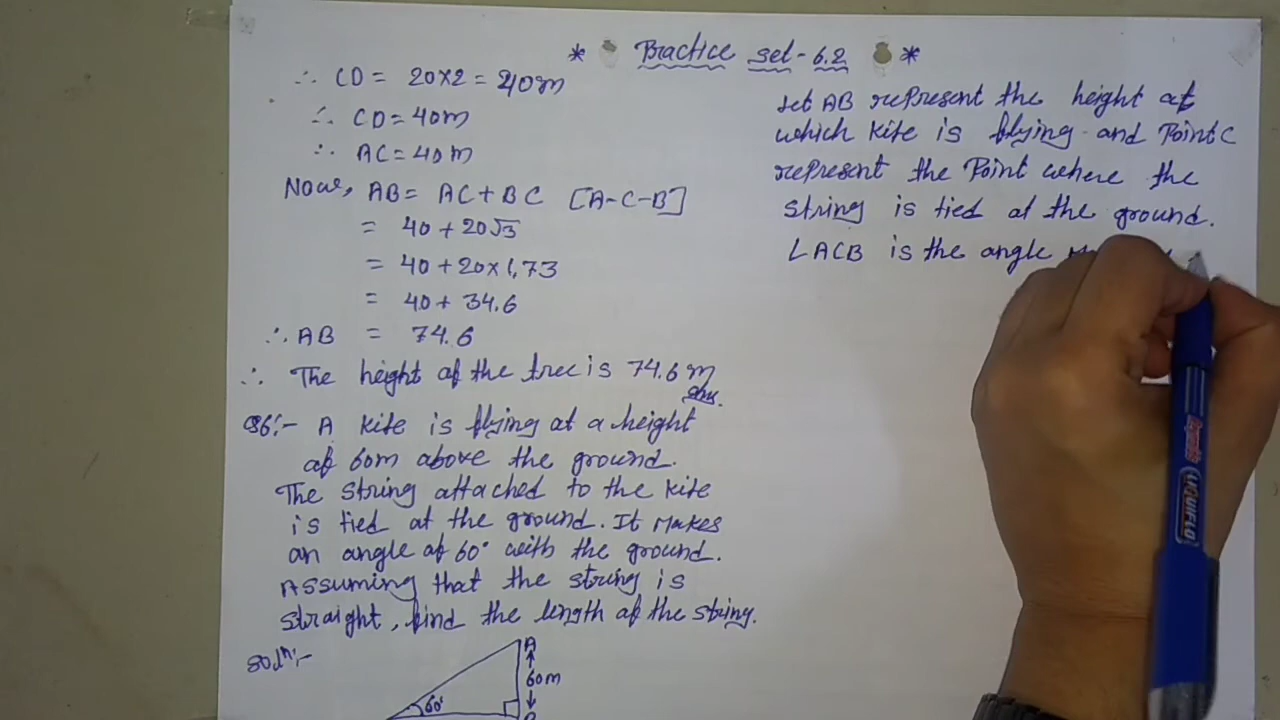 * Practice Set-6.2 *
∴ CD = 20×2 = 40m
∴ CD = 40m
∴ AC = 40m
Now, AB = AC + BC [A-C-B]
= 40 + 20√3
= 40 + 20×1.73
= 40 + 34.6
∴ AB = 74.6
∴ The height of the tree is 74.6 m
Ans.
Q6:- A kite is flying at a height
of 60m above the ground.
The string attached to the kite
is tied at the ground. It makes
an angle of 60° with the ground.
Assuming that the string is
straight, find the length of the string.
Solⁿ:-
A
60m
60°
Let AB represent the height at
which kite is flying and Point C
represent the Point where the
string is tied at the ground.
∠ACB is the angle
LIQUIFLO